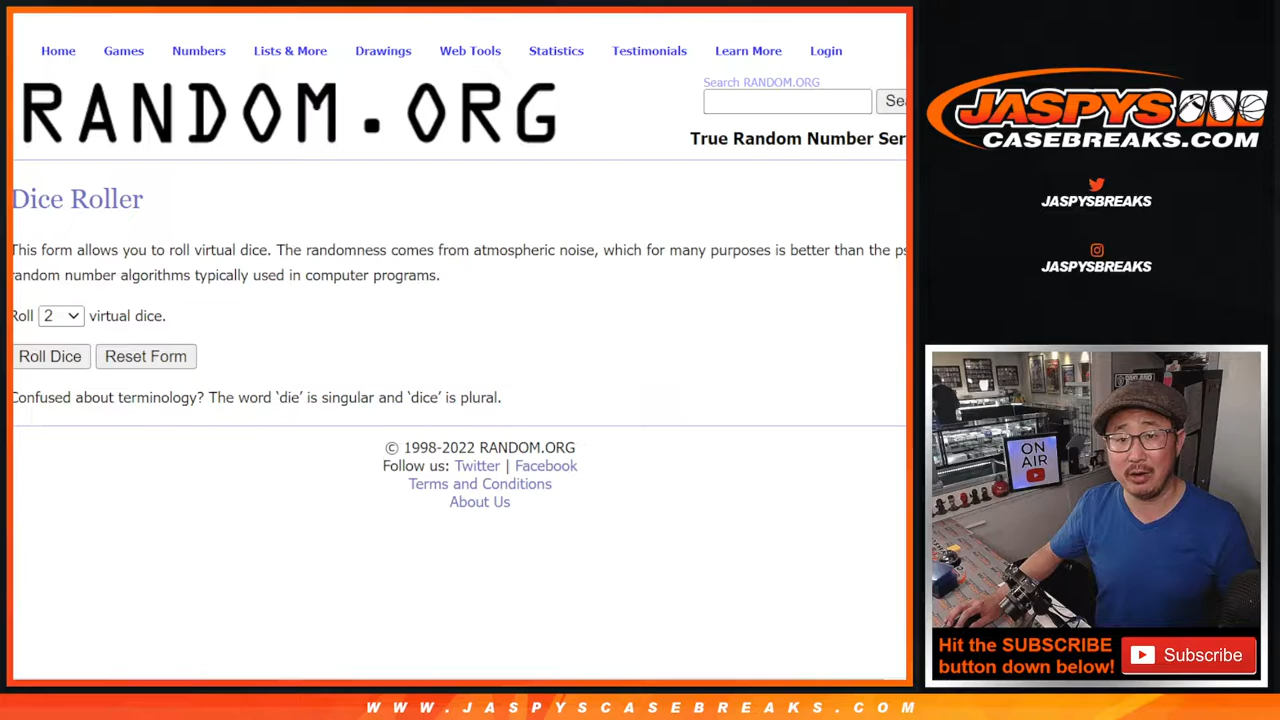 Home Games Numbers Lists & More Drawings Web Tools Statistics Testimonials Learn More Login
RANDOM.ORG
Search RANDOM.ORG
Sea
True Random Number Ser
Dice Roller
This form allows you to roll virtual dice. The randomness comes from atmospheric noise, which for many purposes is better than the ps
random number algorithms typically used in computer programs.
Roll 2 virtual dice.
Roll Dice Reset Form
Confused about terminology? The word ‘die’ is singular and ‘dice’ is plural.
© 1998-2022 RANDOM.ORG
Follow us: Twitter | Facebook
Terms and Conditions
About Us
JASPYS
CASEBREAKS.COM
JASPYSBREAKS
JASPYSBREAKS
OAKLAND
ON
AIR
Hit the SUBSCRIBE
button down below!
Subscribe
WWW.JASPYSCASEBREAKS.COM